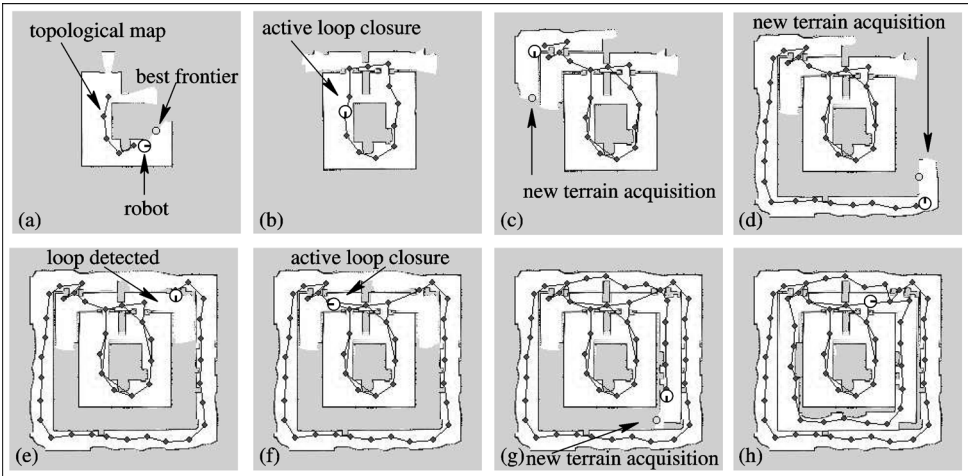 topological map
best frontier
robot
(a)
active loop closure
(b)
new terrain acquisition
(c)
new terrain acquisition
(d)
loop detected
(e)
active loop closure
(f)
(g)
new terrain acquisition
(h)